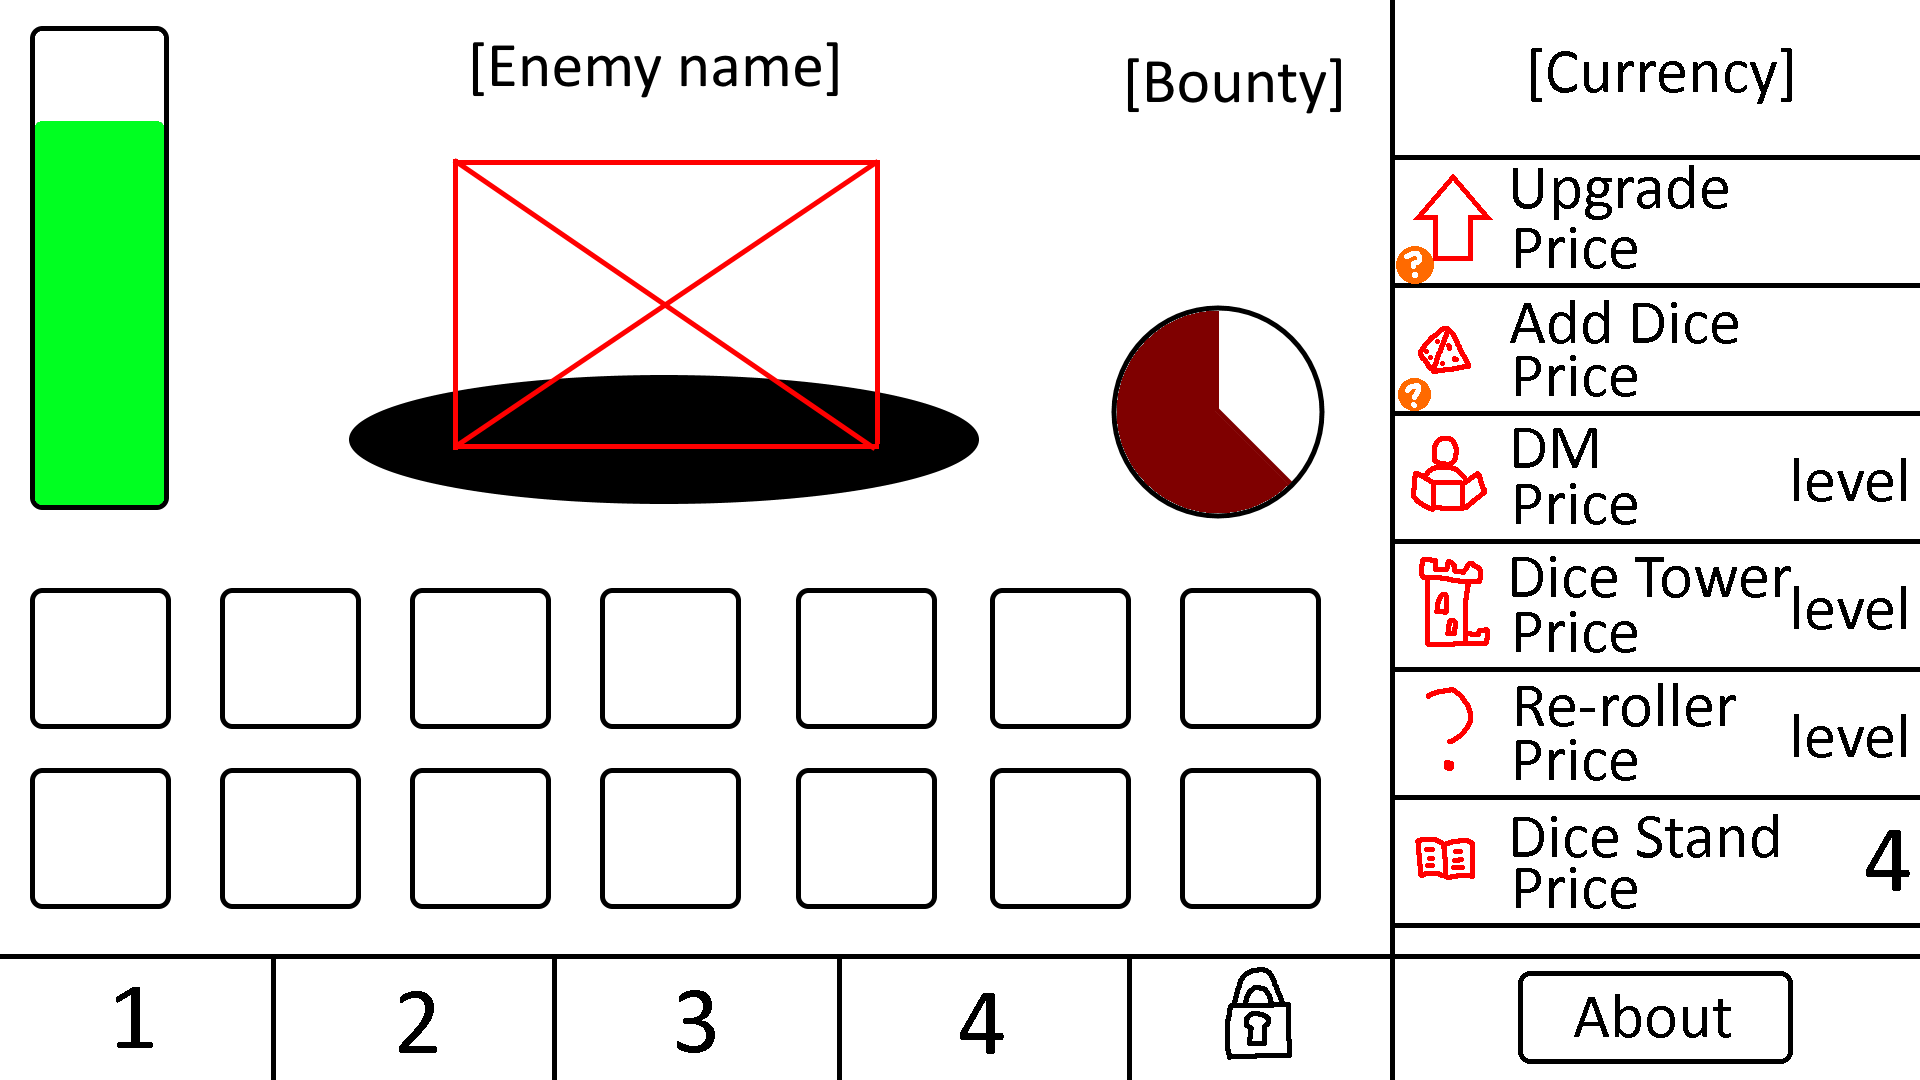 [Enemy name]
[Bounty]
[Currency]
Upgrade
Price
?
Add Dice
Price
?
DM
Price
level
Dice Tower
Price
level
?
Re-roller
Price
level
Dice Stand
Price
4
1
2
3
4
About